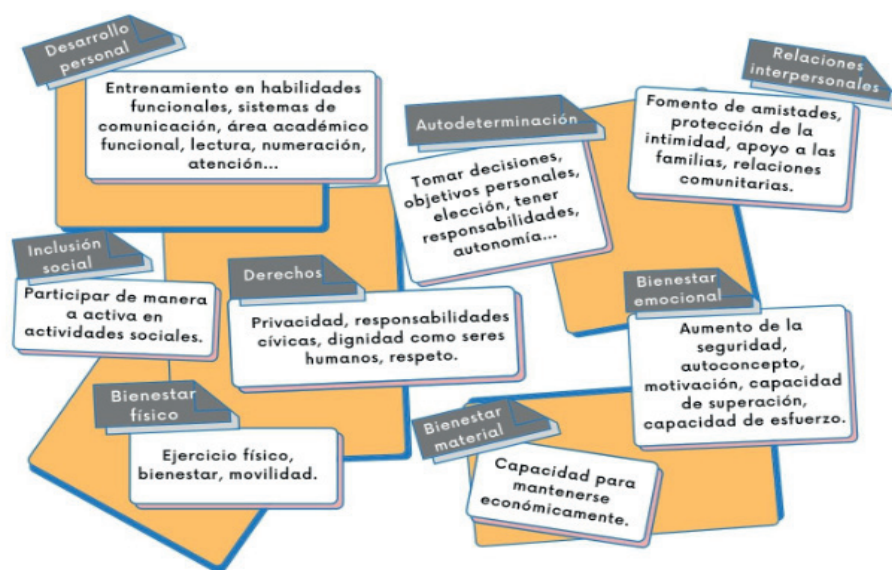 Desarrollo
personal
Entrenamiento en habilidades
funcionales, sistemas de
comunicación, área académico
funcional, lectura, numeración,
atención...
Autodeterminación
Tomar decisiones,
objetivos personales,
elección, tener
responsabilidades,
autonomía...
Relaciones
interpersonales
Fomento de amistades,
protección de la
intimidad, apoyo a las
familias, relaciones
comunitarias.
Inclusión
social
Participar de manera
a activa en
actividades sociales.
Derechos
Privacidad, responsabilidades
cívicas, dignidad como seres
humanos, respeto.
Bienestar
emocional
Aumento de la
seguridad,
autoconcepto,
motivación, capacidad
de superación,
capacidad de esfuerzo.
Bienestar
físico
Ejercicio físico,
bienestar, movilidad.
Bienestar
material
Capacidad para
mantenerse
económicamente.